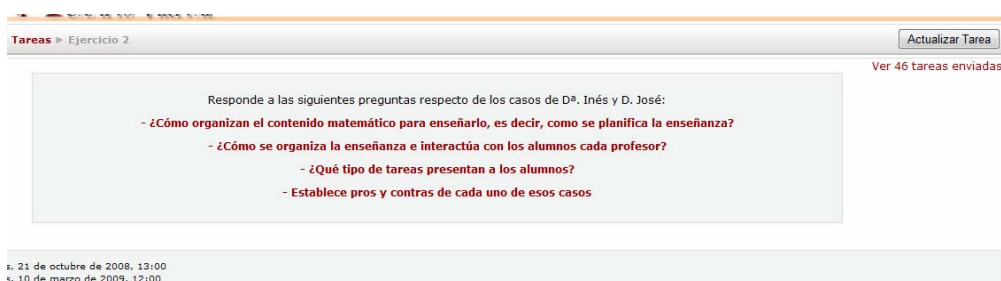 Tareas ► Ejercicio 2
Actualizar Tarea
Ver 46 tareas enviadas
Responde a las siguientes preguntas respecto de los casos de Dª. Inés y D. José:
- ¿Cómo organizan el contenido matemático para enseñarlo, es decir, como se planifica la enseñanza?
- ¿Cómo se organiza la enseñanza e interactúa con los alumnos cada profesor?
- ¿Qué tipo de tareas presentan a los alumnos?
- Establece pros y contras de cada uno de esos casos
s, 21 de octubre de 2008, 13:00
s, 10 de marzo de 2009, 12:00